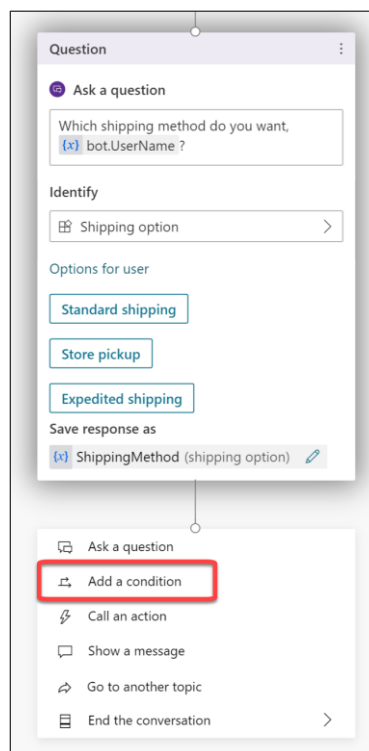 Question
Ask a question
Which shipping method do you want,
{x} bot.UserName ?
Identify
Shipping option
Options for user
Standard shipping
Store pickup
Expedited shipping
Save response as
{x} ShippingMethod (shipping option)
Ask a question
Add a condition
Call an action
Show a message
Go to another topic
End the conversation